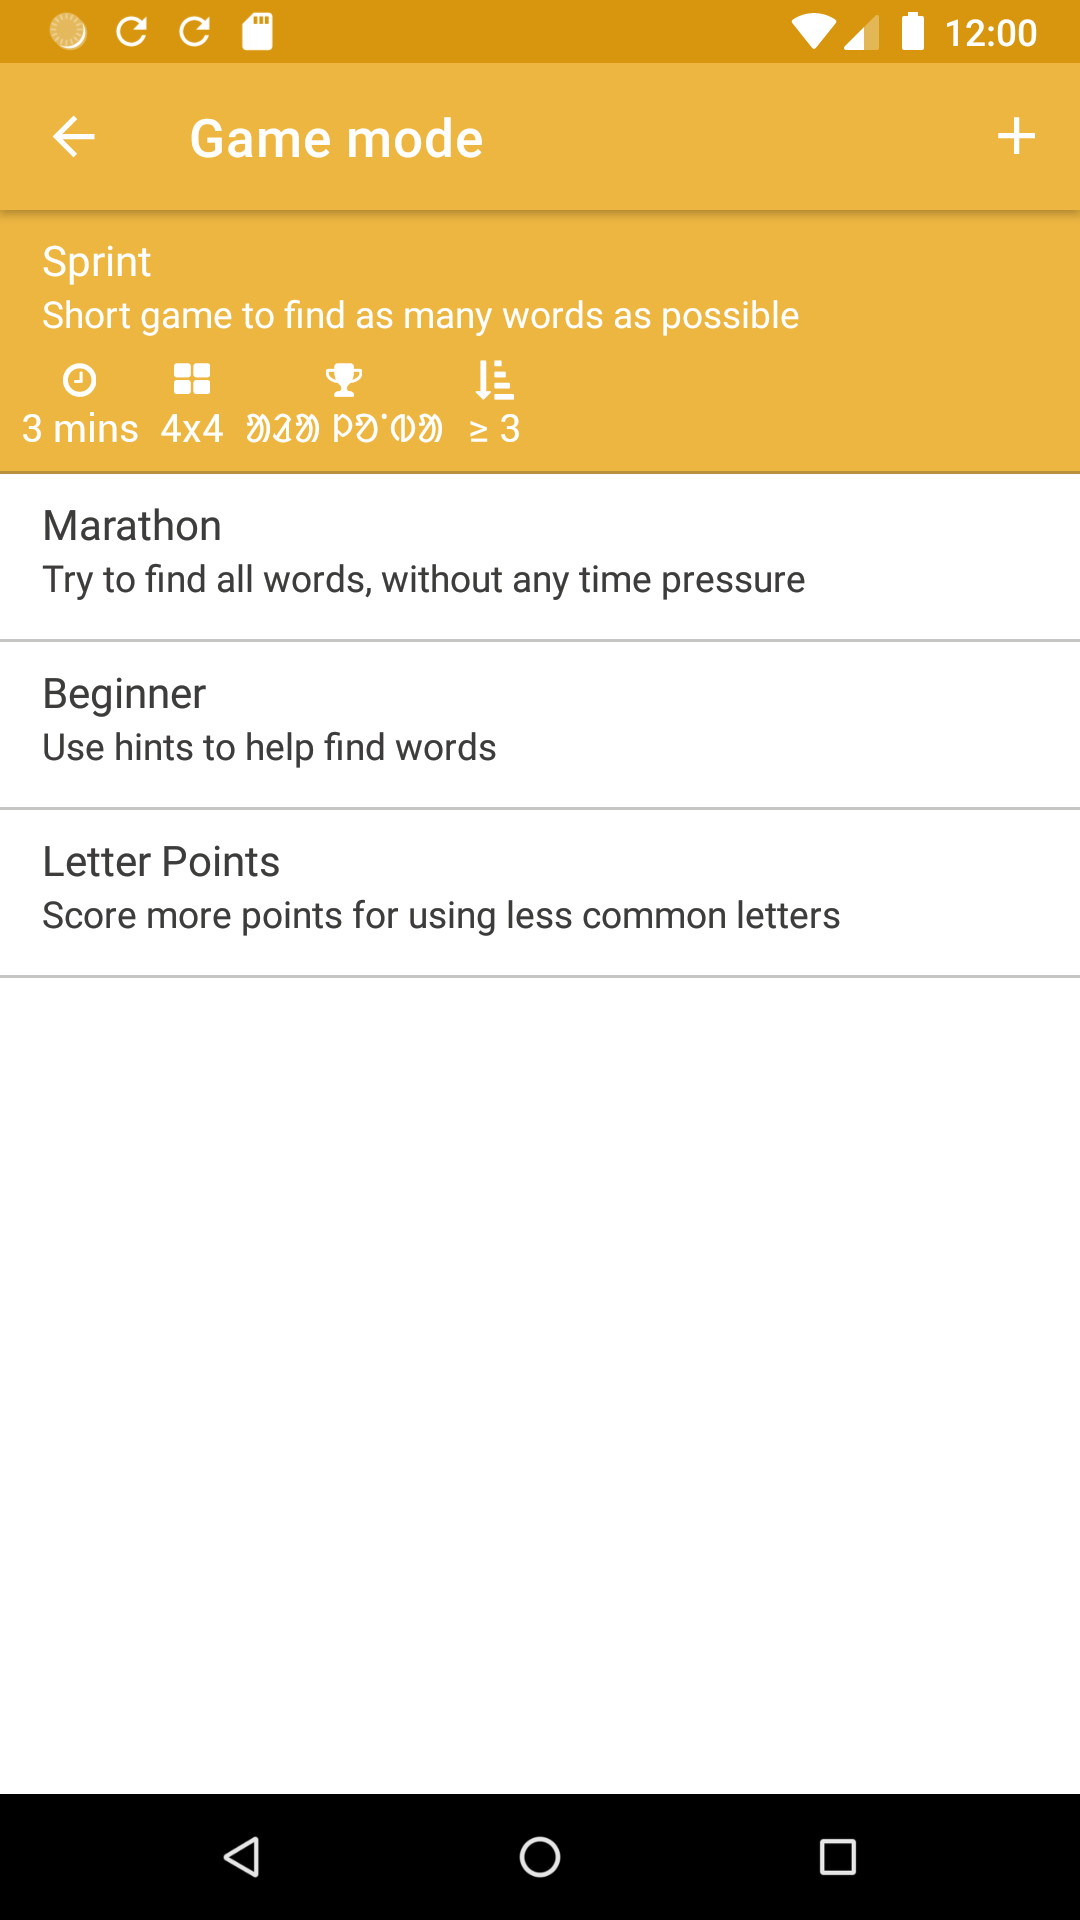 12:00
Game mode
Sprint
Short game to find as many words as possible
3 mins 4x4 ≥ 3
Marathon
Try to find all words, without any time pressure
Beginner
Use hints to help find words
Letter Points
Score more points for using less common letters